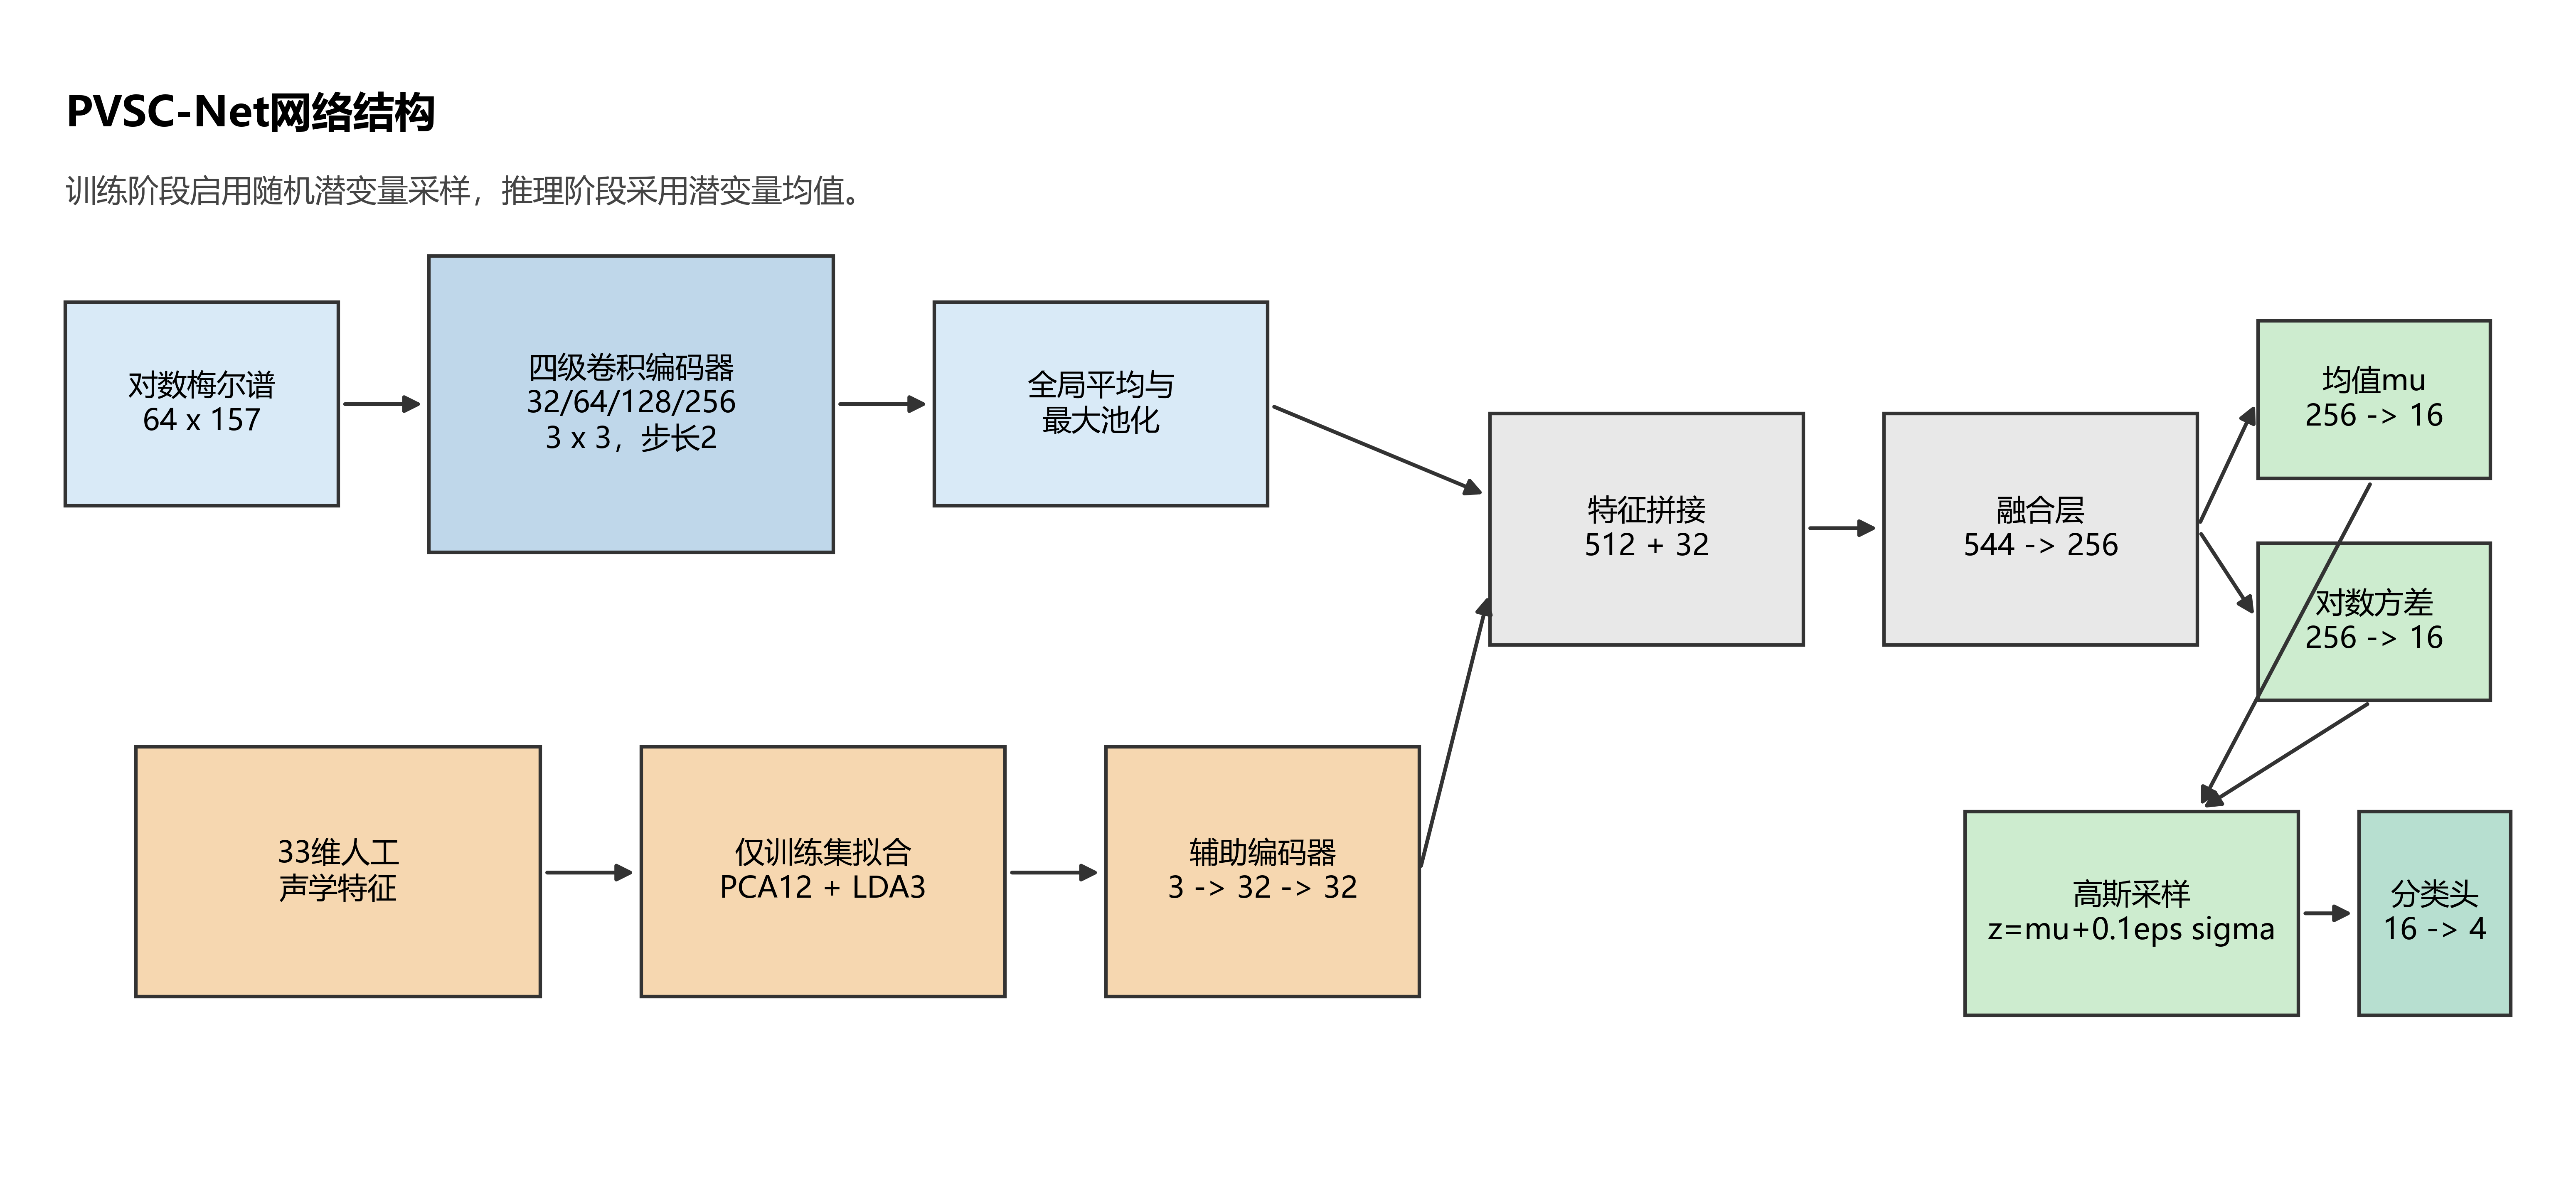 PVSC-Net网络结构
训练阶段启用随机潜变量采样，推理阶段采用潜变量均值。
对数梅尔谱
64 x 157
四级卷积编码器
32/64/128/256
3 x 3，步长2
全局平均与
最大池化
特征拼接
512 + 32
融合层
544 -> 256
均值mu
256 -> 16
对数方差
256 -> 16
33维人工
声学特征
仅训练集拟合
PCA12 + LDA3
辅助编码器
3 -> 32 -> 32
高斯采样
z=mu+0.1eps sigma
分类头
16 -> 4